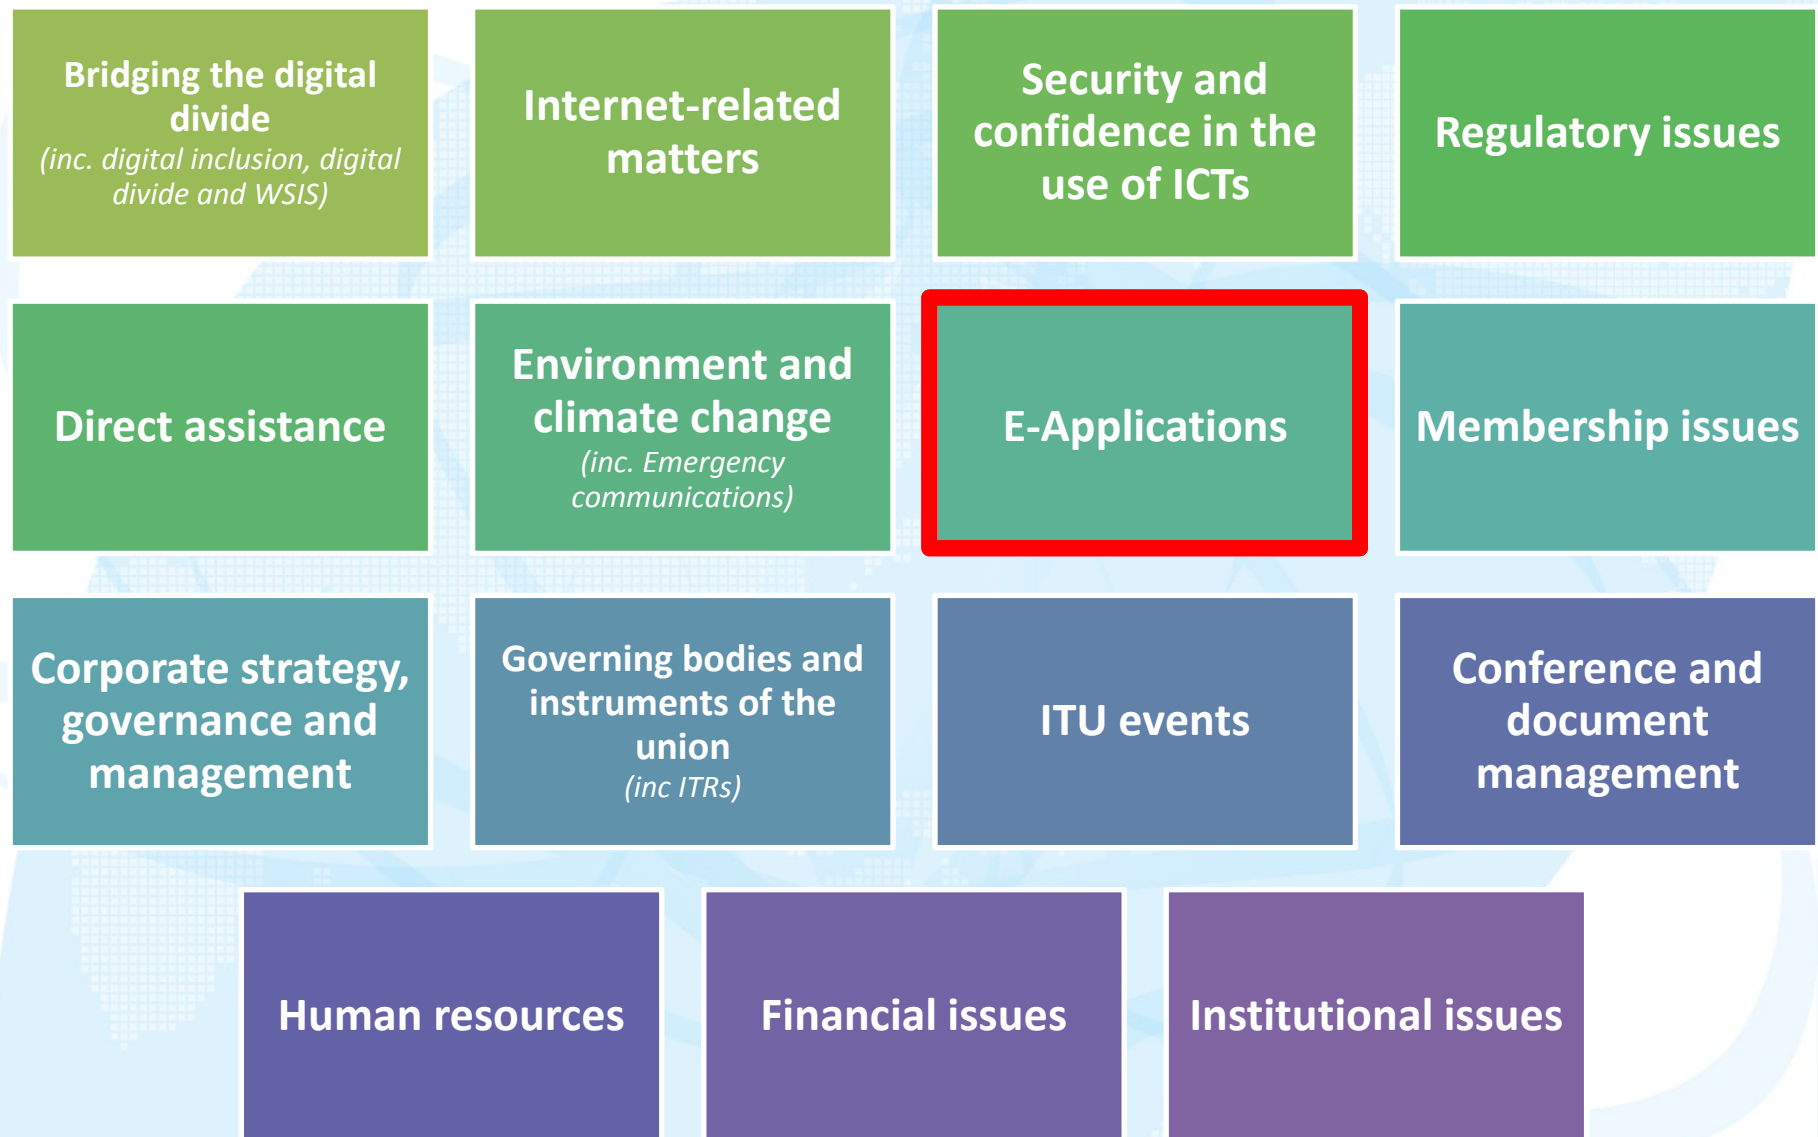 Bridging the digital
divide
(inc. digital inclusion, digital
divide and WSIS)
Internet-related
matters
Security and
confidence in the
use of ICTs
Regulatory issues
Direct assistance
Environment and
climate change
(inc. Emergency
communications)
E-Applications
Membership issues
Corporate strategy,
governance and
management
Governing bodies and
instruments of the
union
(inc ITRs)
ITU events
Conference and
document
management
Human resources
Financial issues
Institutional issues